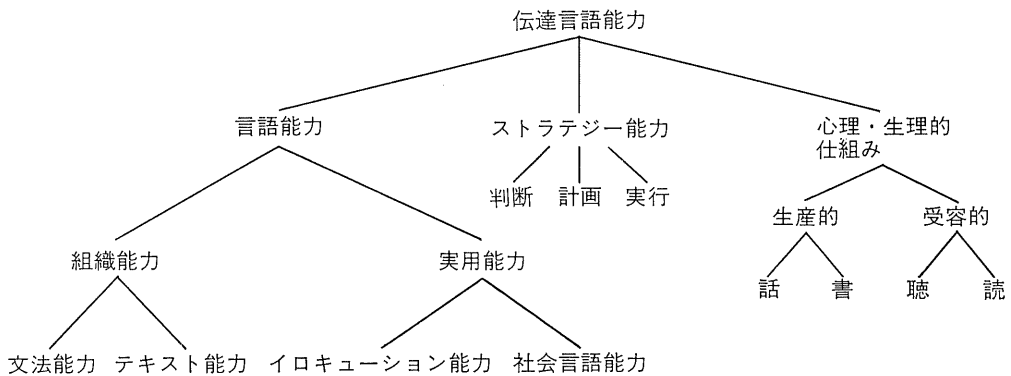 伝達言語能力
言語能力
ストラテジー能力
心理・生理的
仕組み
判断 計画 実行
生産的 受容的
組織能力 実用能力
話 書 聴 読
文法能力 テキスト能力 イロキューション能力 社会言語能力